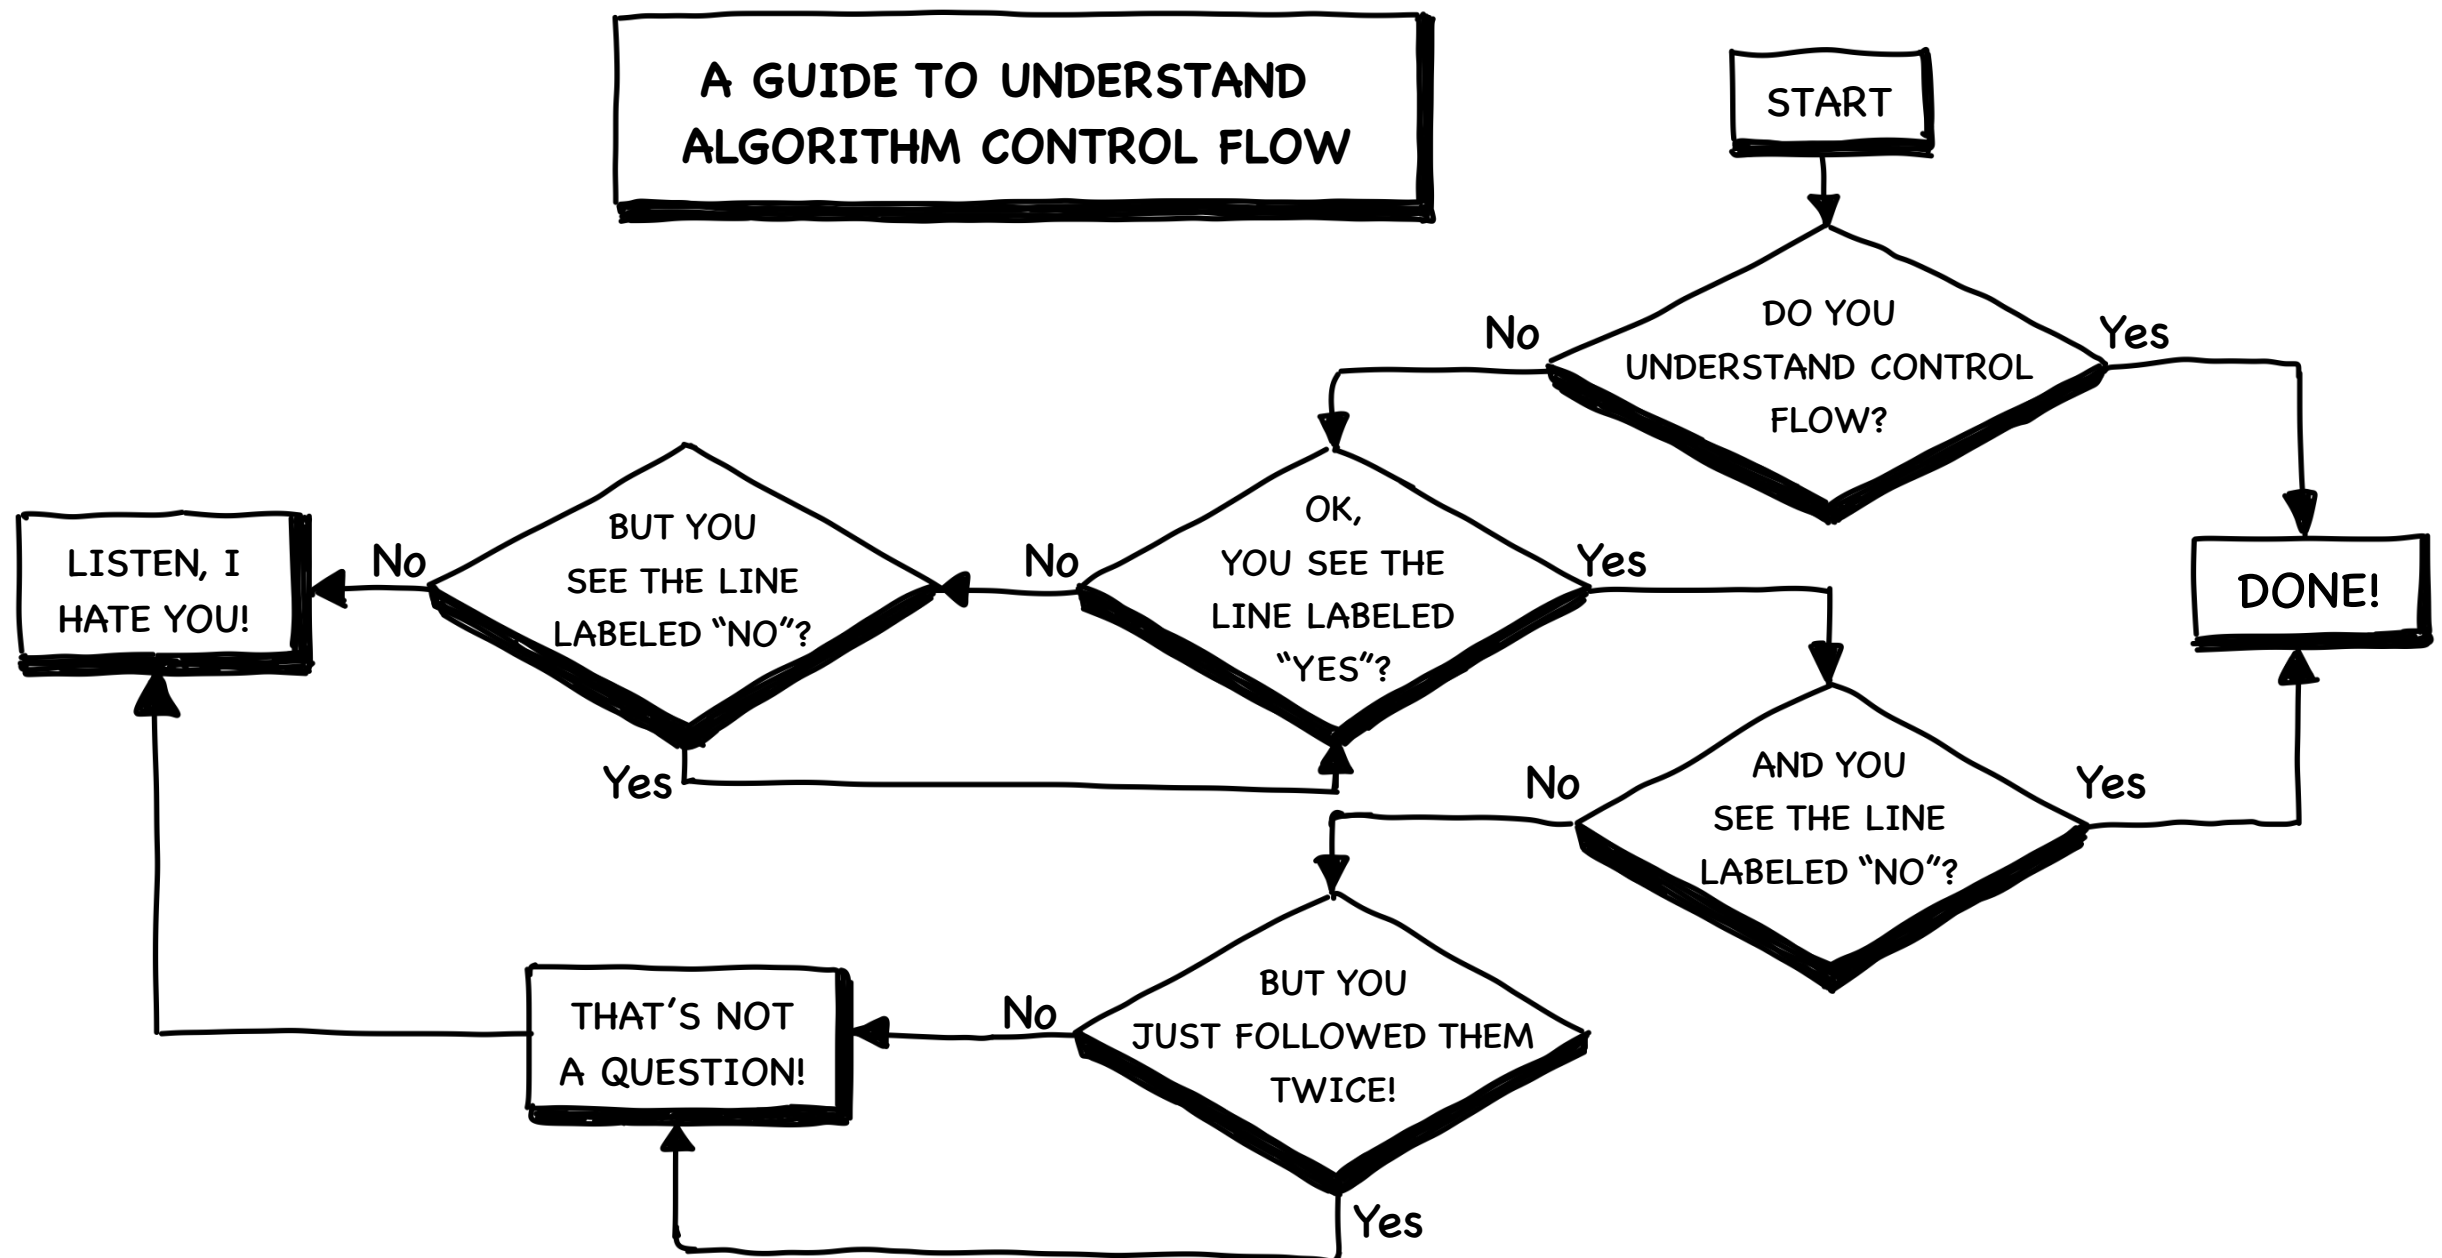 A GUIDE TO UNDERSTAND
ALGORITHM CONTROL FLOW
START
DO YOU
UNDERSTAND CONTROL
FLOW?
No
Yes
OK,
YOU SEE THE
LINE LABELED
“YES”?
No
Yes
BUT YOU
SEE THE LINE
LABELED “NO”?
No
Yes
LISTEN, I
HATE YOU!
DONE!
AND YOU
SEE THE LINE
LABELED “NO”?
No
Yes
BUT YOU
JUST FOLLOWED THEM
TWICE!
No
Yes
THAT’S NOT
A QUESTION!